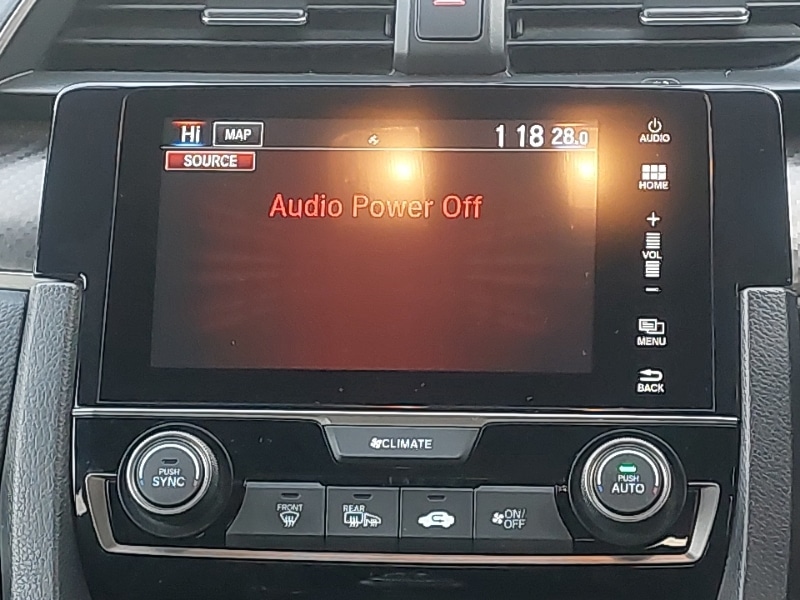 Hi MAP 1 18 28.0
SOURCE
Audio Power Off
AUDIO
HOME
+
VOL
−
MENU
BACK
CLIMATE
PUSH
SYNC
FRONT
REAR
ON/
OFF
PUSH
AUTO